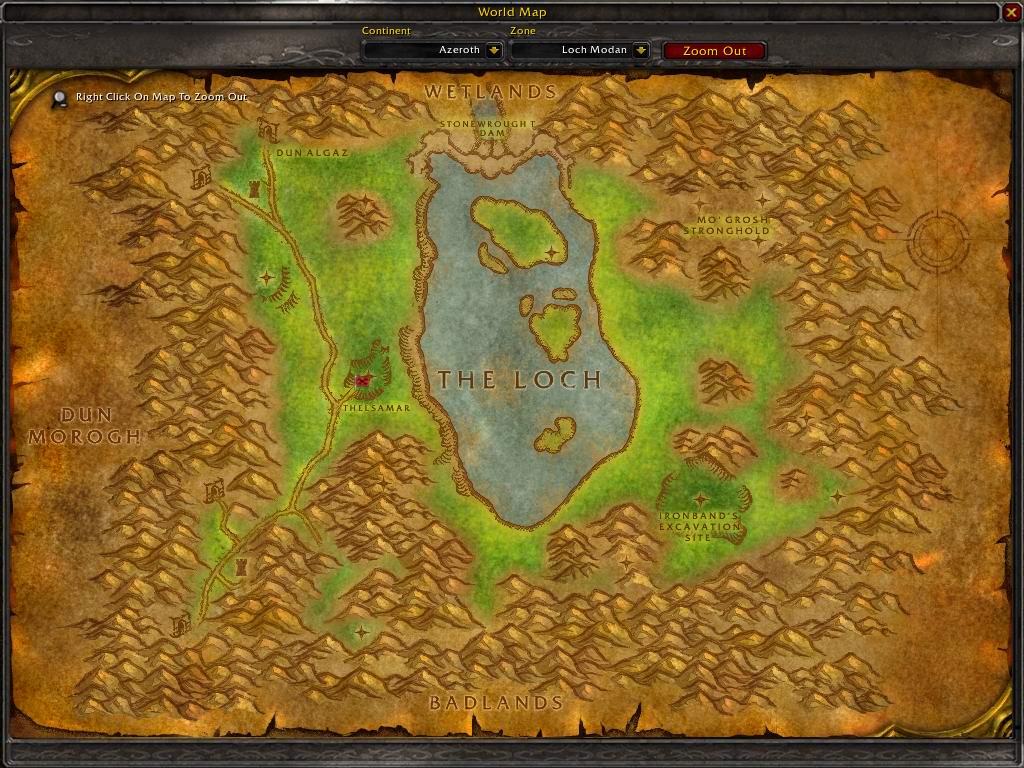 World Map
Continent
Zone
Azeroth
Loch Modan
Zoom Out
Right Click On Map To Zoom Out
WETLANDS
STONEWROUGHT
DAM
DUN ALGAZ
MO'GROSH
STRONGHOLD
THE LOCH
THELSAMAR
DUN
MOROGH
IRONBAND'S
EXCAVATION
SITE
BADLANDS